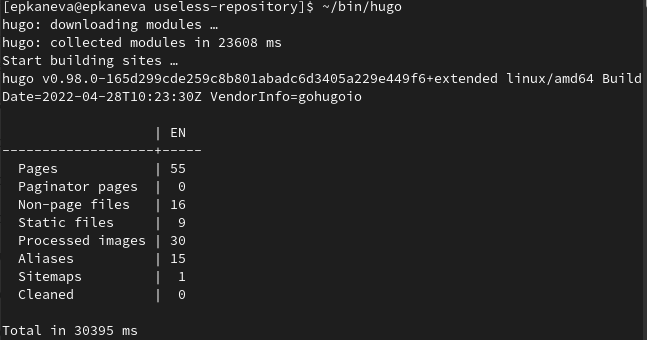 [epkaneva@epkaneva useless-repository]$ ~/bin/hugo
hugo: downloading modules …
hugo: collected modules in 23608 ms
Start building sites …
hugo v0.98.0-165d299cde259c8b801abadc6d3405a229e449f6+extended linux/amd64 Build
Date=2022-04-28T10:23:30Z VendorInfo=gohugoio

                   | EN
-------------------+-----
  Pages            | 55
  Paginator pages  |  0
  Non-page files   | 16
  Static files     |  9
  Processed images | 30
  Aliases          | 15
  Sitemaps         |  1
  Cleaned          |  0

Total in 30395 ms